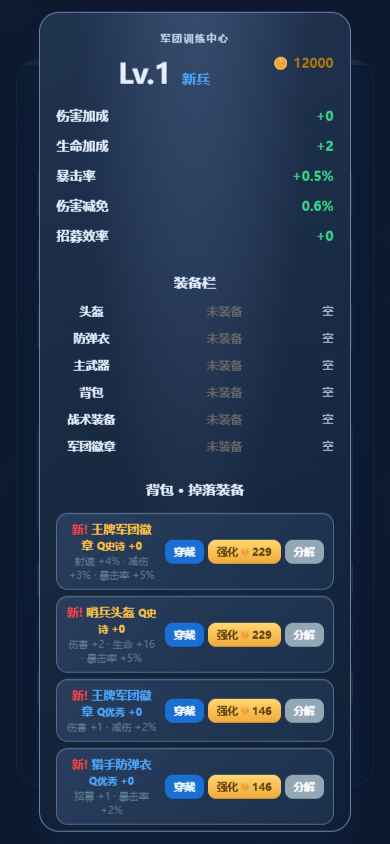 军团训练中心
Lv.1 新兵 12000
伤害加成 +0
生命加成 +2
暴击率 +0.5%
伤害减免 0.6%
招募效率 +0
装备栏
头盔 未装备 空
防弹衣 未装备 空
主武器 未装备 空
背包 未装备 空
战术装备 未装备 空
军团徽章 未装备 空
背包 • 掉落装备
新! 王牌军团徽
章 Q史诗 +0
射速 +4% · 减伤
+3% · 暴击率 +5%
穿戴 强化 229 分解
新! 哨兵头盔 Q史
诗 +0
伤害 +2 · 生命 +16
· 暴击率 +5%
穿戴 强化 229 分解
新! 王牌军团徽
章 Q优秀 +0
伤害 +1 · 减伤 +2%
穿戴 强化 146 分解
新! 猎手防弹衣
Q优秀 +0
招募 +1 · 暴击率
+2%
穿戴 强化 146 分解